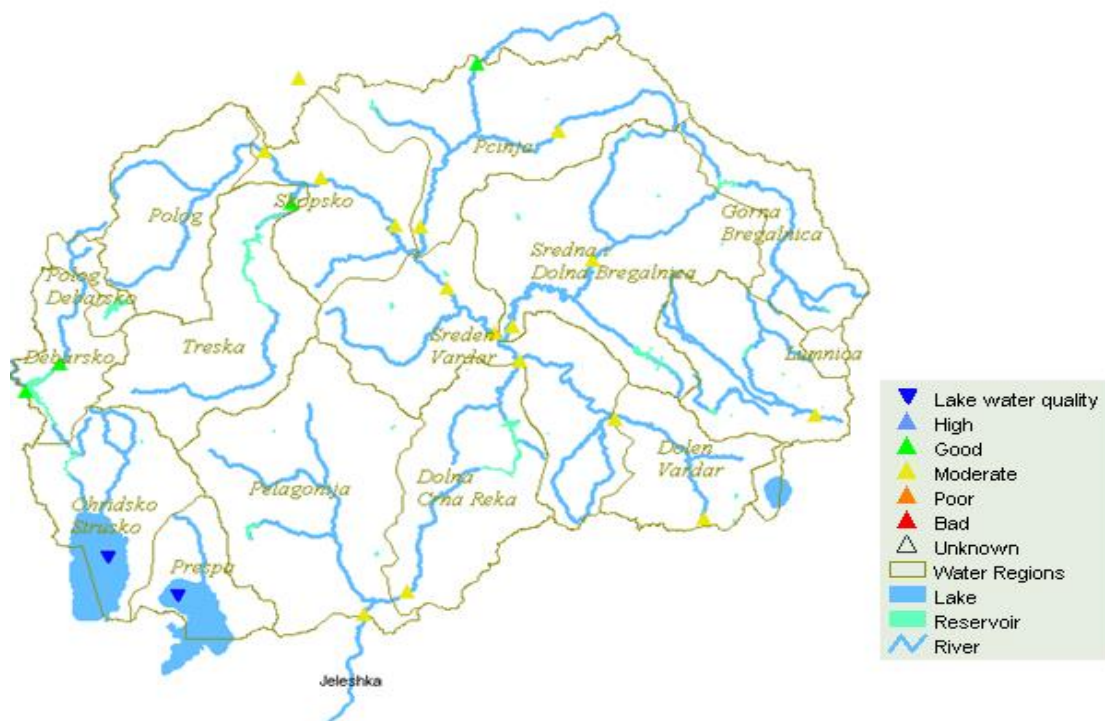 Pcinja
Skopsko
Polog
Gorna
Bregalnica
Sredna i
Dolna Bregalnica
Polog
Debarsko
Sreden
Vardar
Treska
Debarsko
Lumnica
Dolen
Vardar
Dolna
Crna Reka
Pelagonija
Ohridsko
Strusko
Prespa
Jeleshka
Lake water quality
High
Good
Moderate
Poor
Bad
Unknown
Water Regions
Lake
Reservoir
River